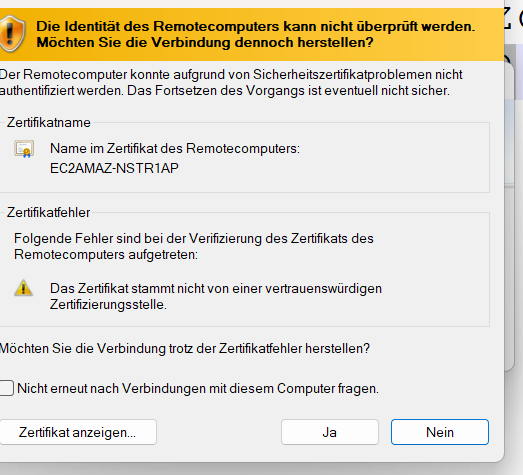 Die Identität des Remotecomputers kann nicht überprüft werden.
Möchten Sie die Verbindung dennoch herstellen?
Der Remotecomputer konnte aufgrund von Sicherheitszertifikatproblemen nicht
authentifiziert werden. Das Fortsetzen des Vorgangs ist eventuell nicht sicher.
Zertifikatname
Name im Zertifikat des Remotecomputers:
EC2AMAZ-NSTR1AP
Zertifikatfehler
Folgende Fehler sind bei der Verifizierung des Zertifikats des
Remotecomputers aufgetreten:
Das Zertifikat stammt nicht von einer vertrauenswürdigen
Zertifizierungsstelle.
Möchten Sie die Verbindung trotz der Zertifikatfehler herstellen?
Nicht erneut nach Verbindungen mit diesem Computer fragen.
Zertifikat anzeigen...
Ja
Nein